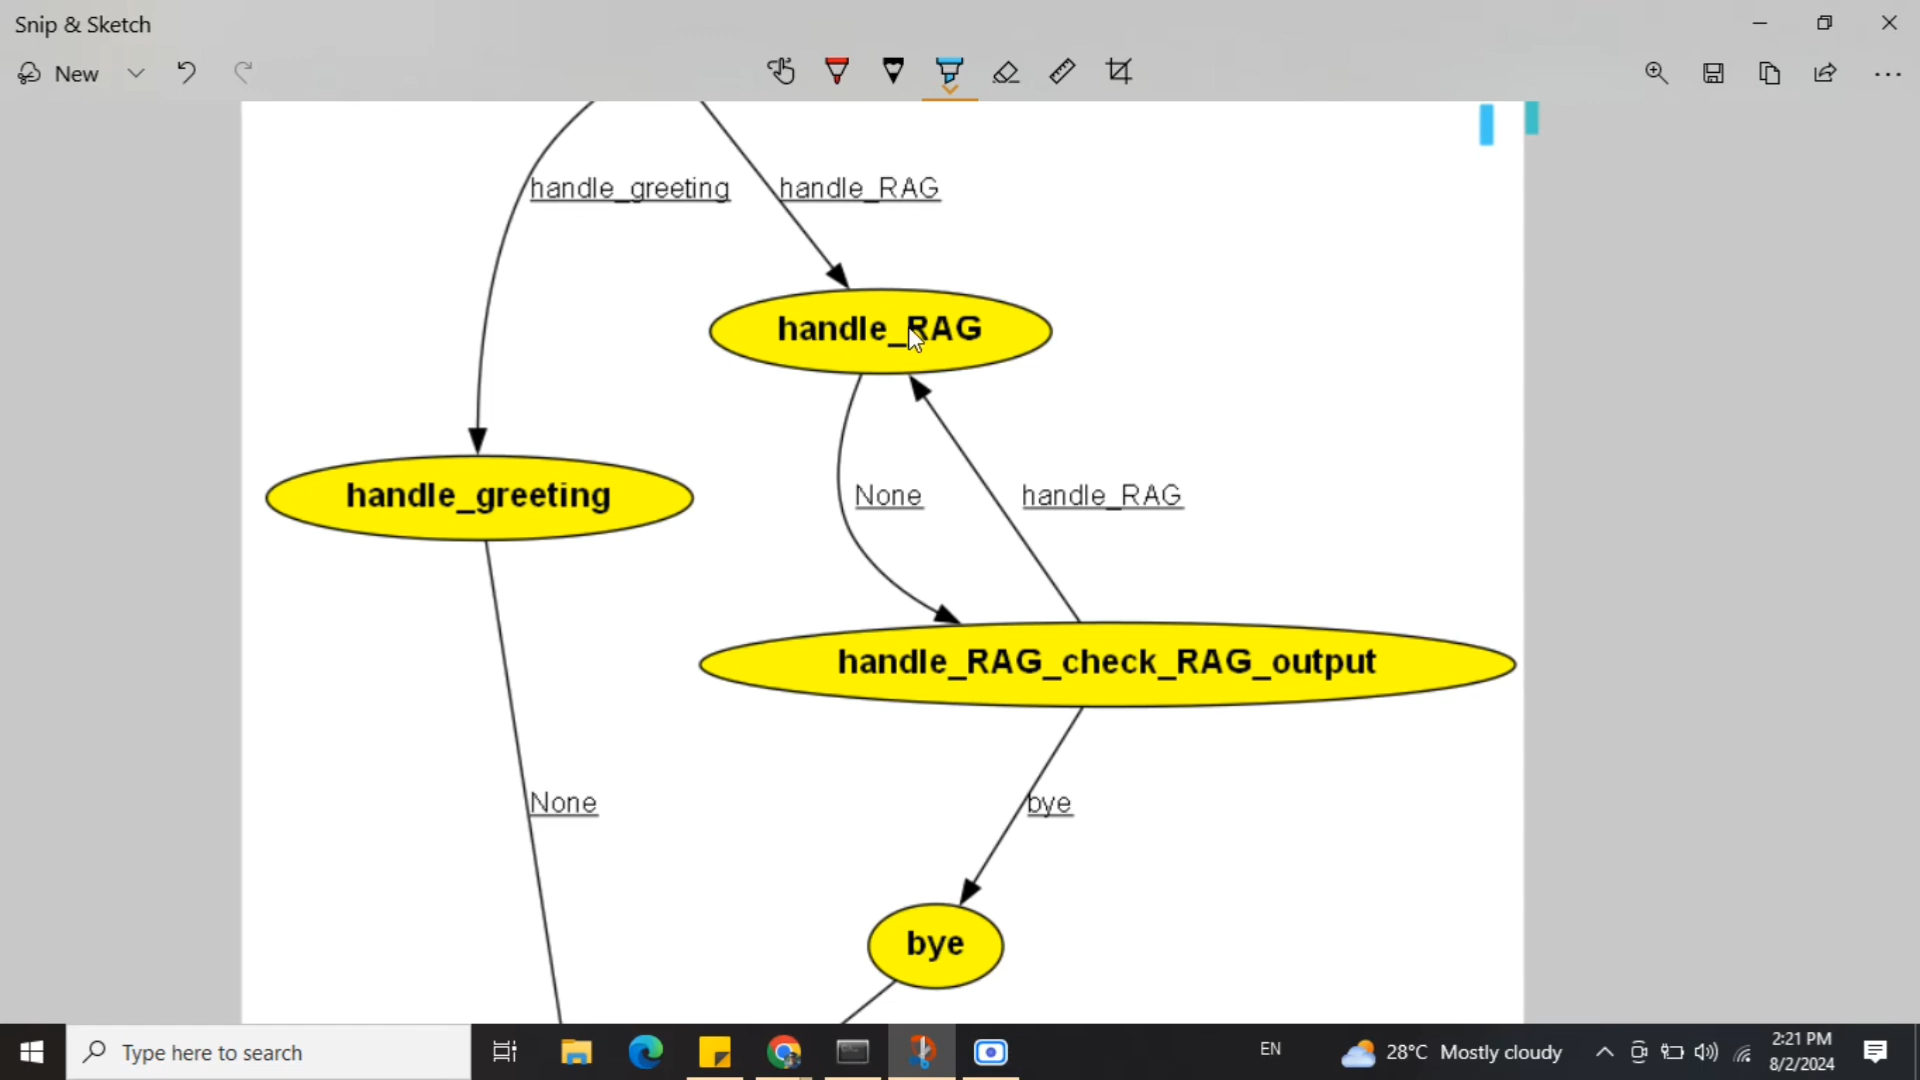 Snip & Sketch
New
handle_greeting
handle_RAG
handle_RAG
handle_greeting
None
handle_RAG
handle_RAG_check_RAG_output
None
bye
bye
Type here to search
EN
28°C Mostly cloudy
2:21 PM
8/2/2024